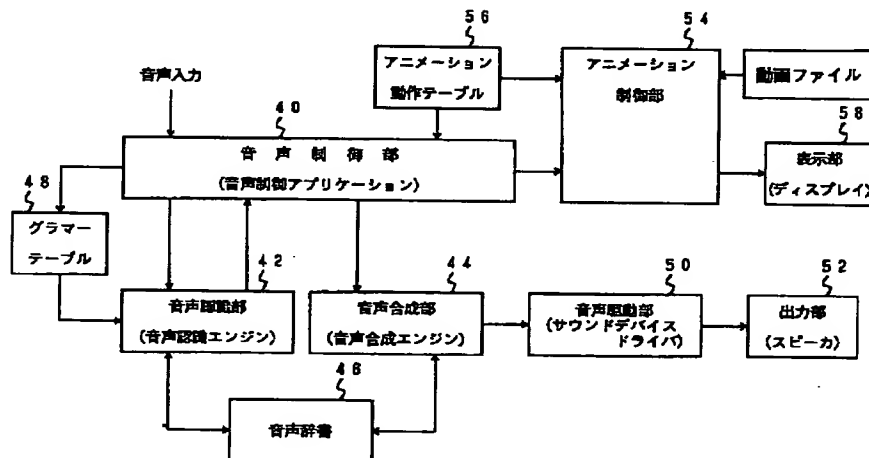 ５６
５４
アニメーション
動作テーブル
アニメーション
制御部
動画ファイル
音声入力
４０
音 声 制 御 部
(音声制御アプリケーション)
５８
表示部
(ディスプレイ)
４８
グラマー
テーブル
４２
音声認識部
(音声認識エンジン)
４４
音声合成部
(音声合成エンジン)
５０
音声駆動部
(サウンドデバイス
ドライバ)
５２
出力部
(スピーカ)
４６
音声辞書